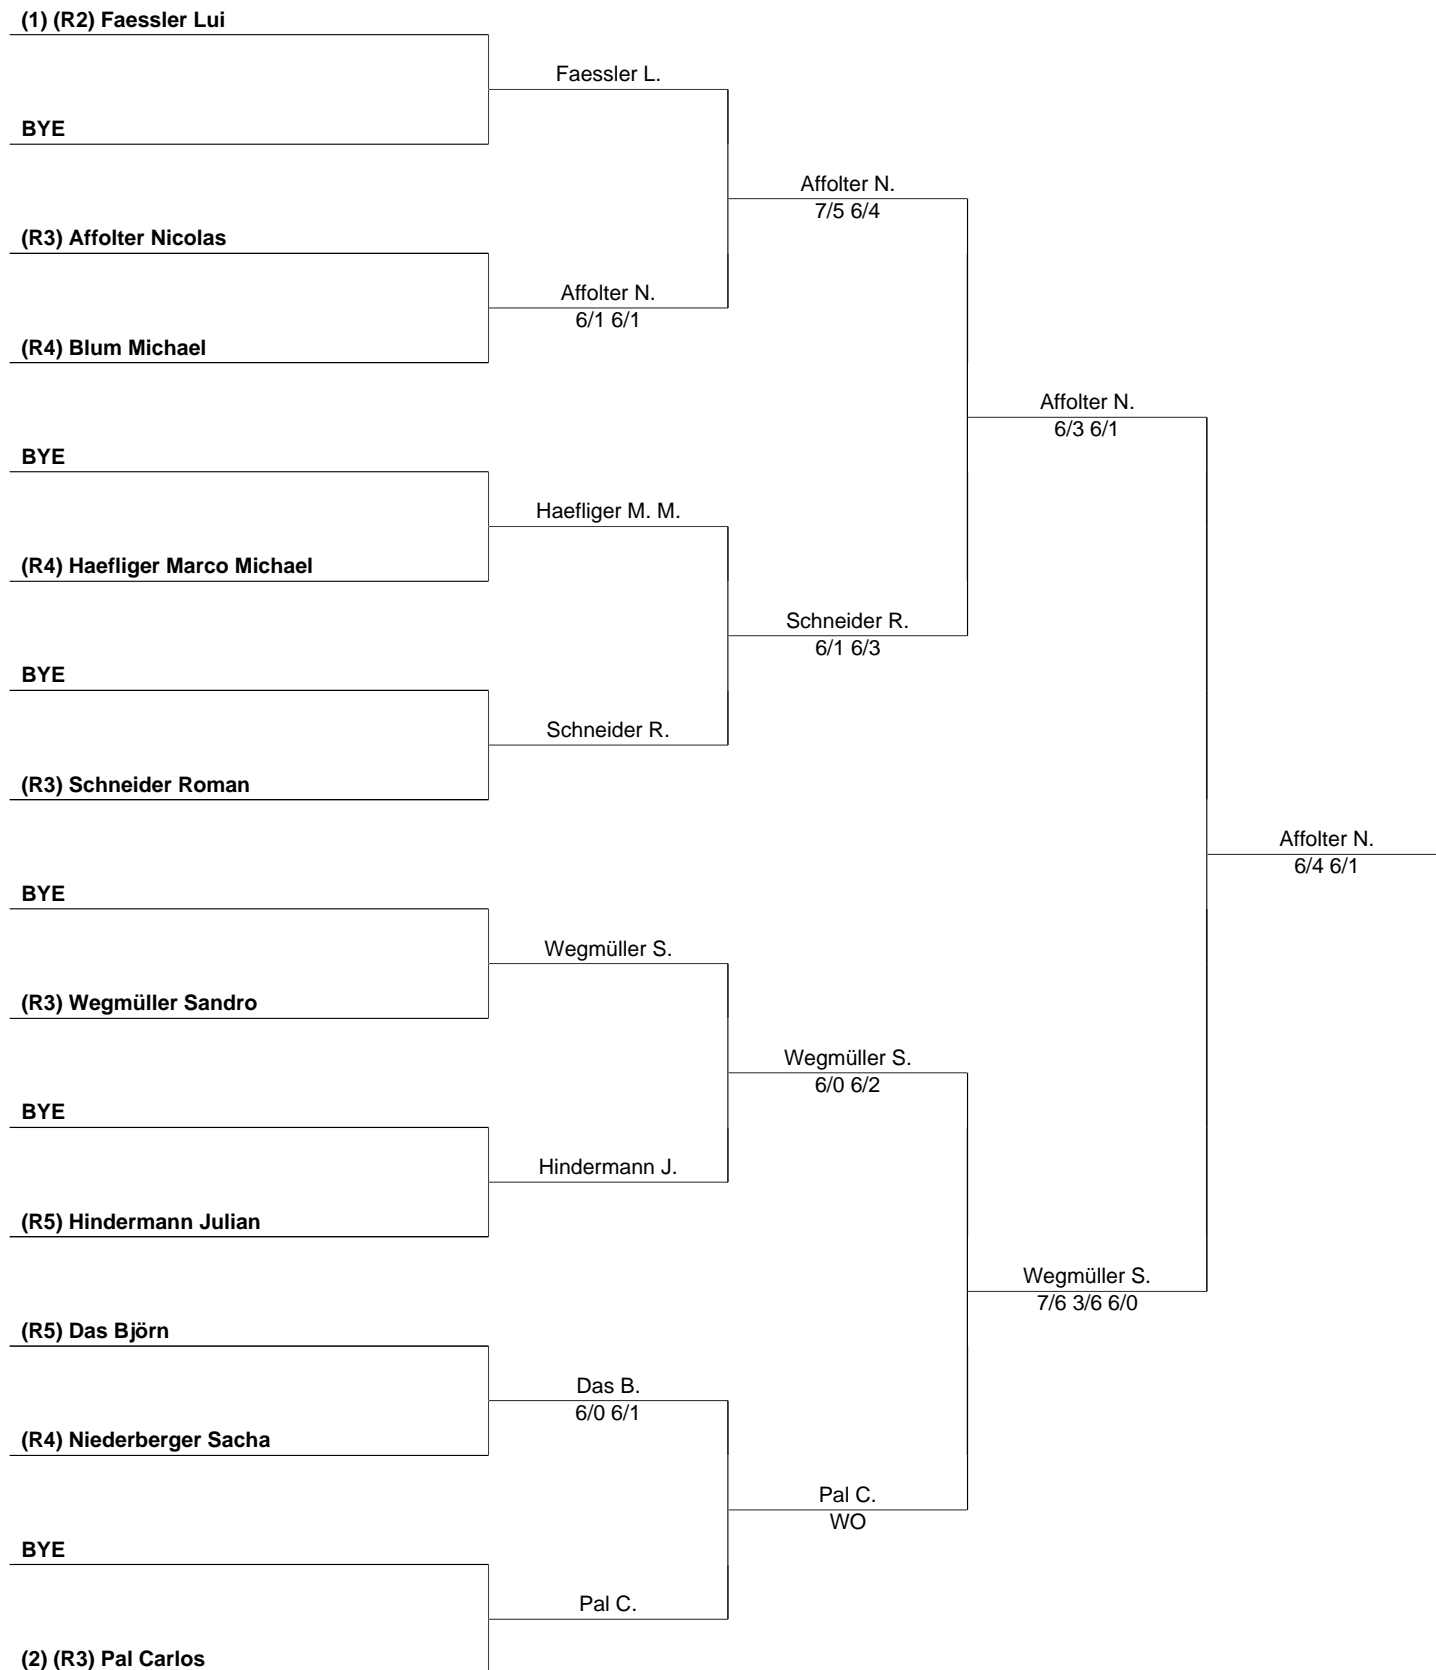 (1) (R2) Faessler Lui
Faessler L.
BYE
Affolter N.
7/5 6/4
(R3) Affolter Nicolas
Affolter N.
6/1 6/1
(R4) Blum Michael
Affolter N.
6/3 6/1
BYE
Haefliger M. M.
(R4) Haefliger Marco Michael
Schneider R.
6/1 6/3
BYE
Schneider R.
(R3) Schneider Roman
Affolter N.
6/4 6/1
BYE
Wegmüller S.
(R3) Wegmüller Sandro
Wegmüller S.
6/0 6/2
BYE
Hindermann J.
(R5) Hindermann Julian
Wegmüller S.
7/6 3/6 6/0
(R5) Das Björn
Das B.
6/0 6/1
(R4) Niederberger Sacha
Pal C.
WO
BYE
Pal C.
(2) (R3) Pal Carlos